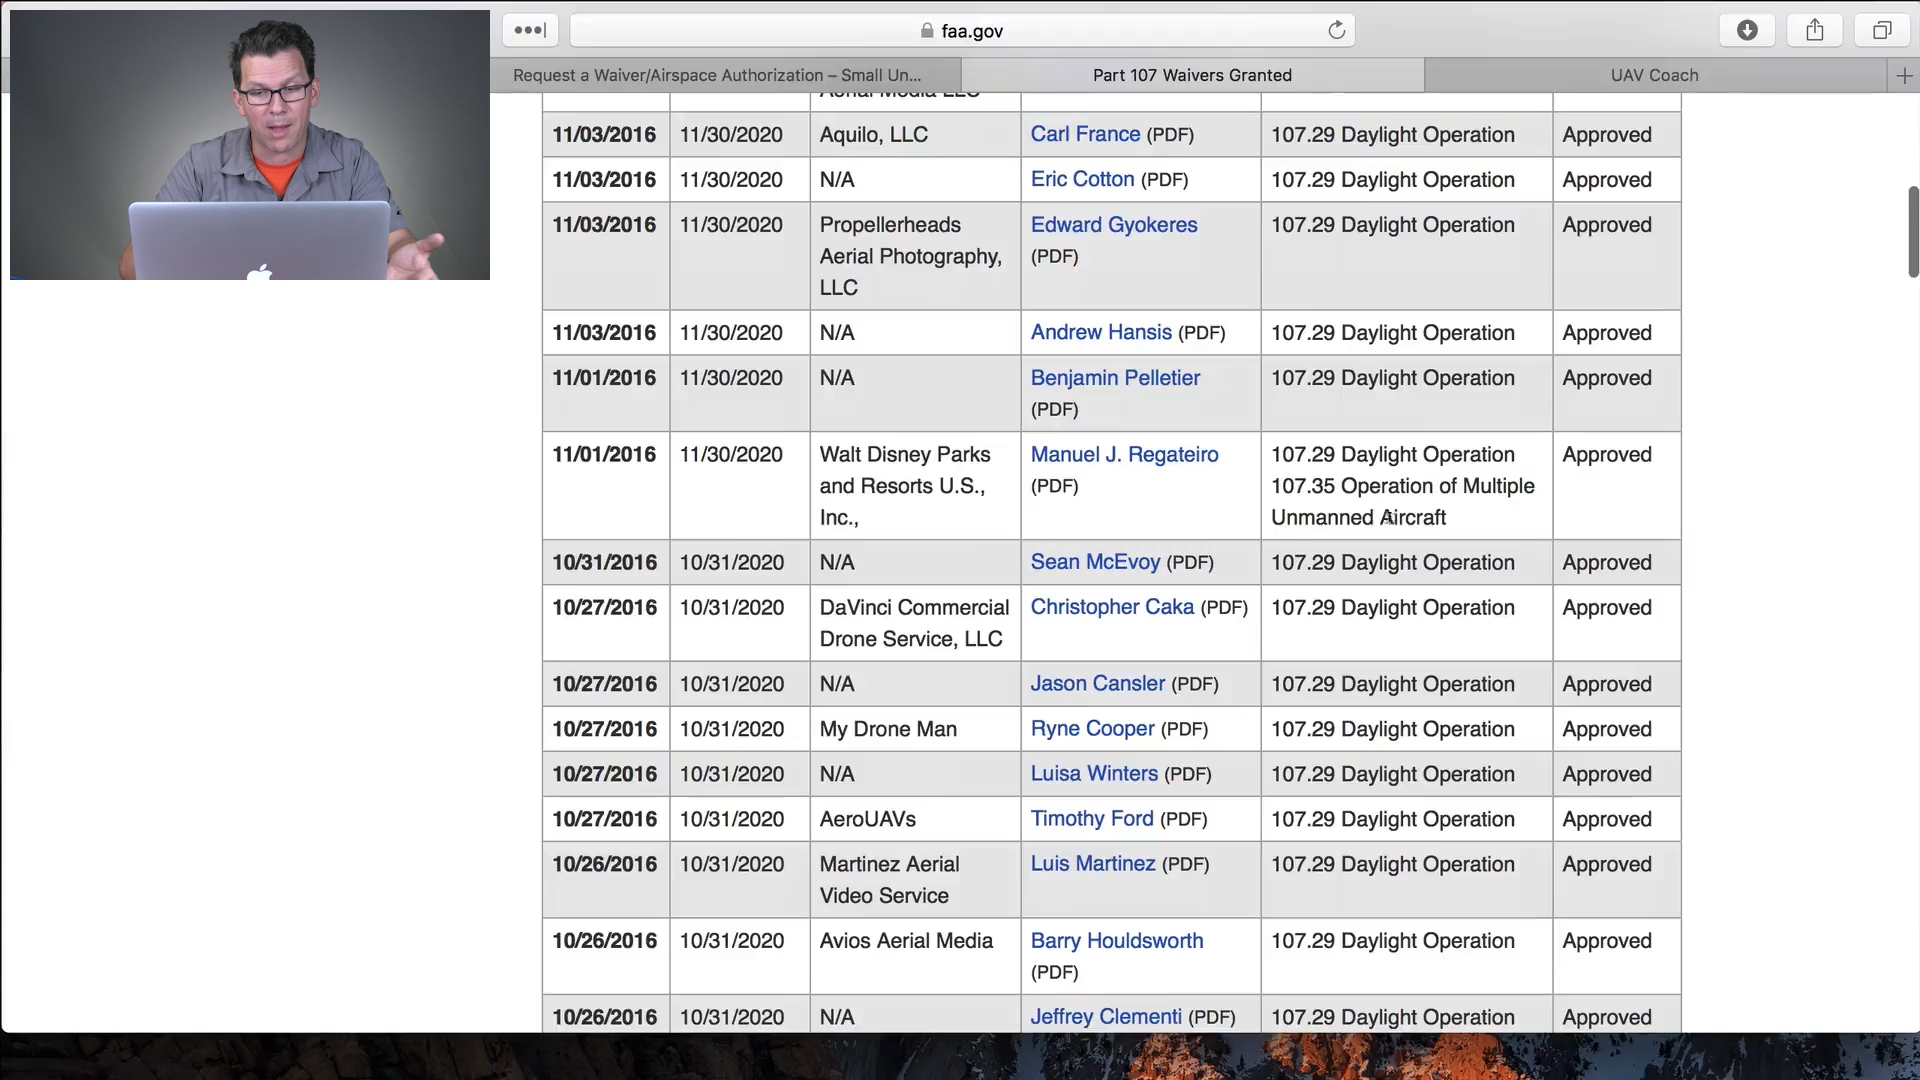 •••|
faa.gov
Request a Waiver/Airspace Authorization – Small Un...
Part 107 Waivers Granted
UAV Coach
+
Aerial Media LLC
11/03/2016 11/30/2020 Aquilo, LLC Carl France (PDF) 107.29 Daylight Operation Approved
11/03/2016 11/30/2020 N/A Eric Cotton (PDF) 107.29 Daylight Operation Approved
11/03/2016 11/30/2020 Propellerheads Edward Gyokeres 107.29 Daylight Operation Approved
Aerial Photography, (PDF)
LLC
11/03/2016 11/30/2020 N/A Andrew Hansis (PDF) 107.29 Daylight Operation Approved
11/01/2016 11/30/2020 N/A Benjamin Pelletier 107.29 Daylight Operation Approved
(PDF)
11/01/2016 11/30/2020 Walt Disney Parks Manuel J. Regateiro 107.29 Daylight Operation Approved
and Resorts U.S., (PDF) 107.35 Operation of Multiple
Inc., Unmanned Aircraft
10/31/2016 10/31/2020 N/A Sean McEvoy (PDF) 107.29 Daylight Operation Approved
10/27/2016 10/31/2020 DaVinci Commercial Christopher Caka (PDF) 107.29 Daylight Operation Approved
Drone Service, LLC
10/27/2016 10/31/2020 N/A Jason Cansler (PDF) 107.29 Daylight Operation Approved
10/27/2016 10/31/2020 My Drone Man Ryne Cooper (PDF) 107.29 Daylight Operation Approved
10/27/2016 10/31/2020 N/A Luisa Winters (PDF) 107.29 Daylight Operation Approved
10/27/2016 10/31/2020 AeroUAVs Timothy Ford (PDF) 107.29 Daylight Operation Approved
10/26/2016 10/31/2020 Martinez Aerial Luis Martinez (PDF) 107.29 Daylight Operation Approved
Video Service
10/26/2016 10/31/2020 Avios Aerial Media Barry Houldsworth 107.29 Daylight Operation Approved
(PDF)
10/26/2016 10/31/2020 N/A Jeffrey Clementi (PDF) 107.29 Daylight Operation Approved